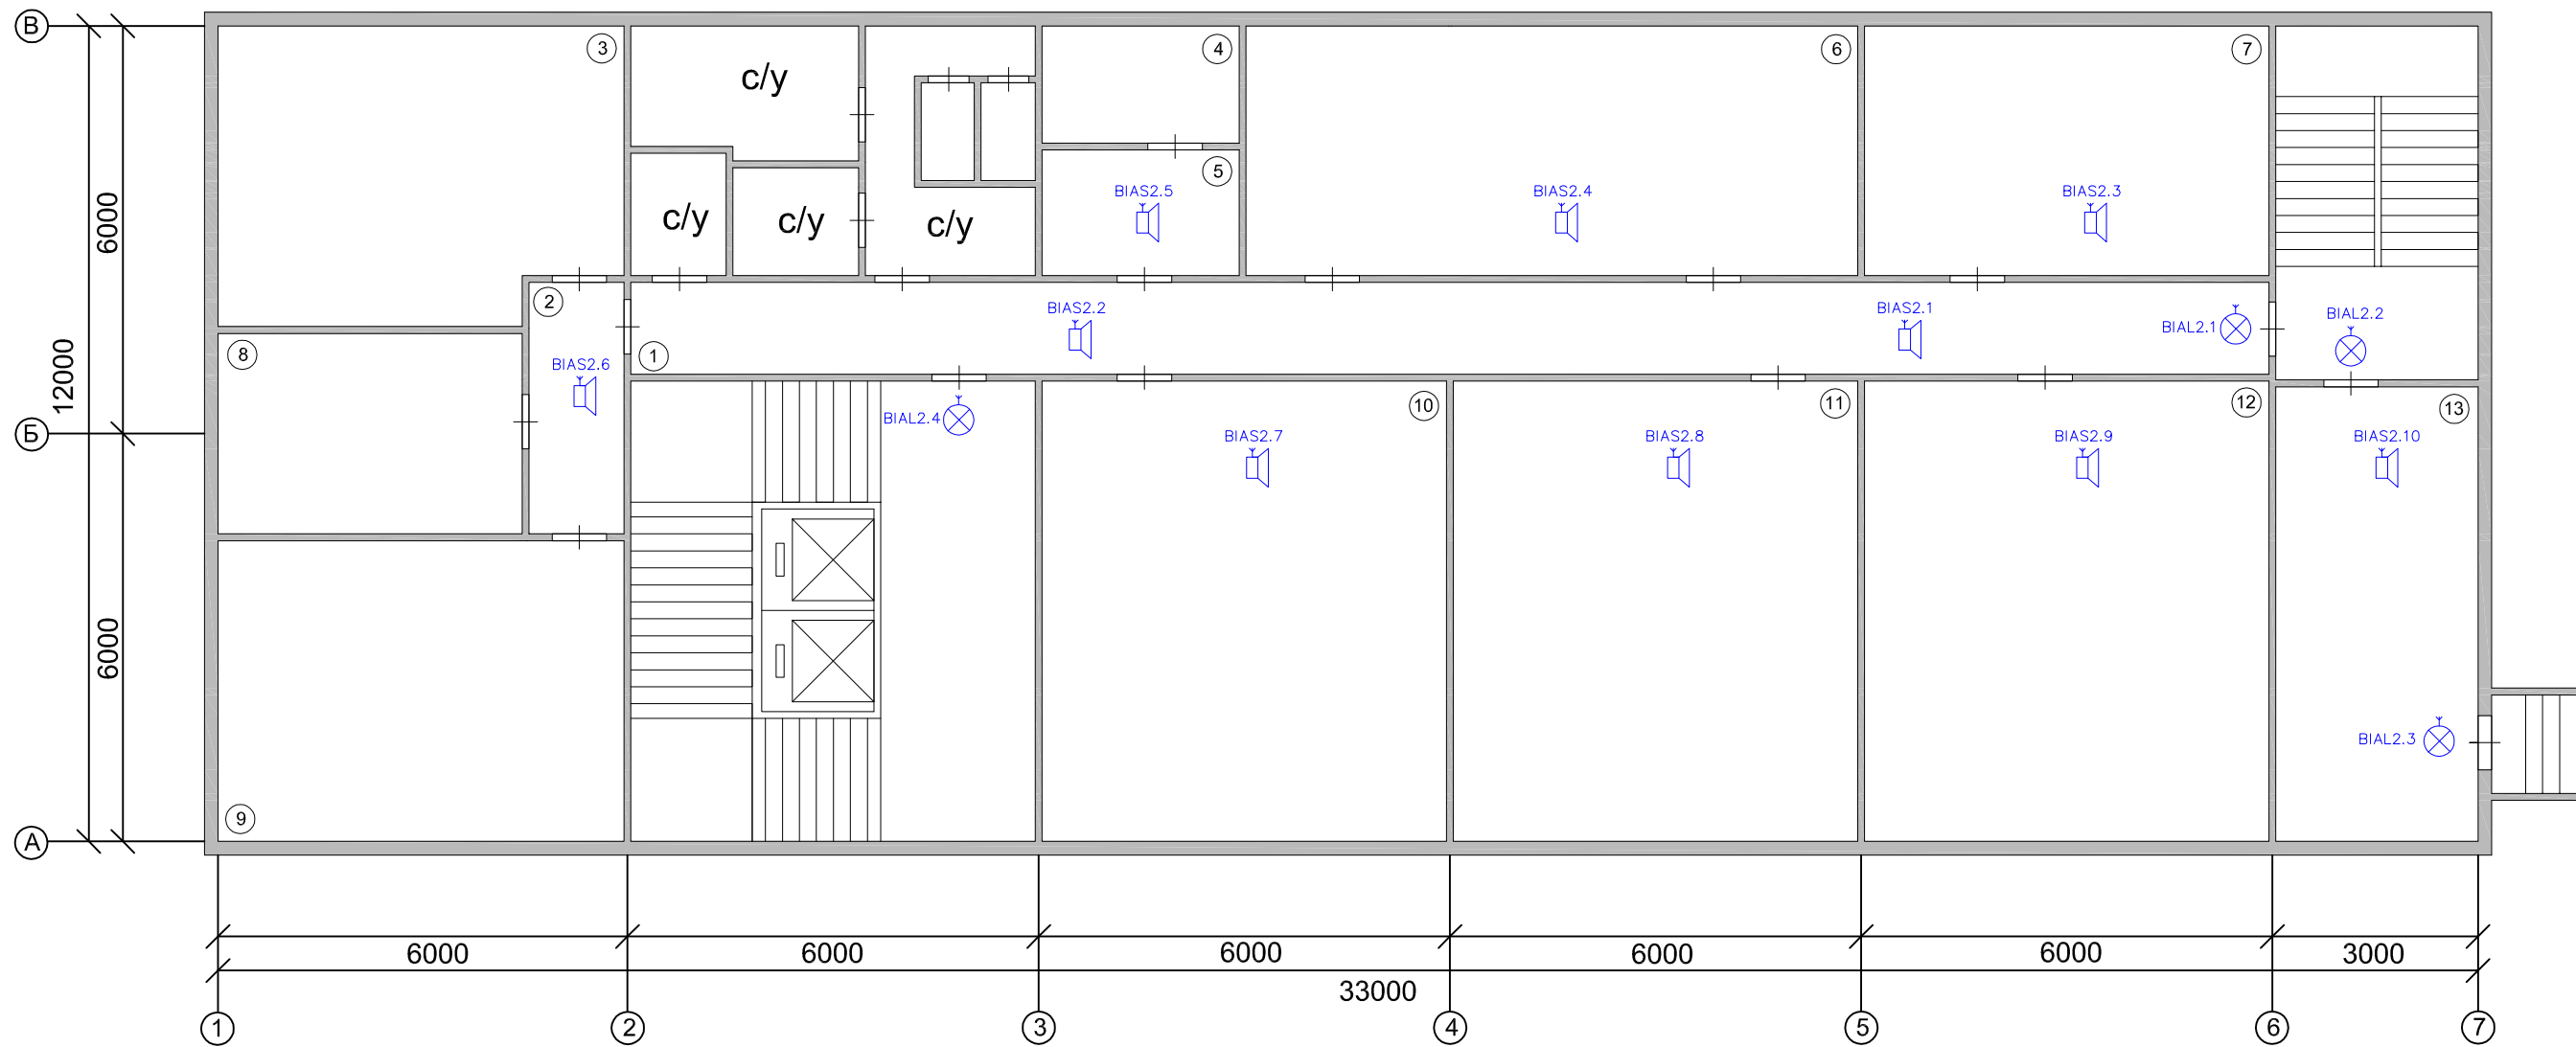 В
3
4
6
7
с/у
5
BIAS2.5
BIAS2.4
BIAS2.3
с/у
с/у
с/у
6000
2
BIAS2.2
BIAS2.1
BIAL2.1
BIAL2.2
8
1
BIAS2.6
12000
10
11
12
13
BIAL2.4
Б
BIAS2.7
BIAS2.8
BIAS2.9
BIAS2.10
6000
BIAL2.3
9
А
6000
6000
6000
6000
6000
3000
33000
1
2
3
4
5
6
7